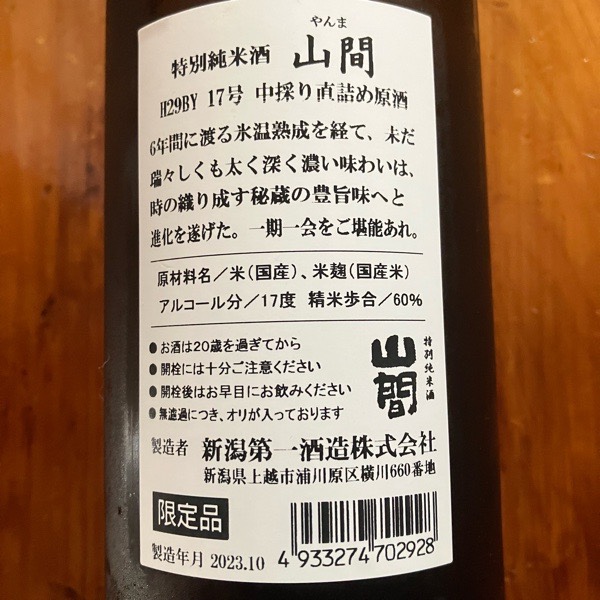 やんま
特別純米酒 山間
H29BY 17号 中採り直詰め原酒
6年間に渡る氷温熟成を経て、未だ
瑞々しくも太く深く濃い味わいは、
時の織り成す秘蔵の豊旨味へと
進化を遂げた。一期一会をご堪能あれ。
原材料名／米(国産)、米麹(国産米)
アルコール分／17度 精米歩合／60%
●お酒は20歳を過ぎてから
●開栓には十分ご注意ください
●開栓後はお早目にお飲みください
●無濾過につき、オリが入っております
特別純米酒
山間
製造者 新潟第一酒造株式会社
新潟県上越市浦川原区横川660番地
限定品
製造年月 2023.10
4933274702928